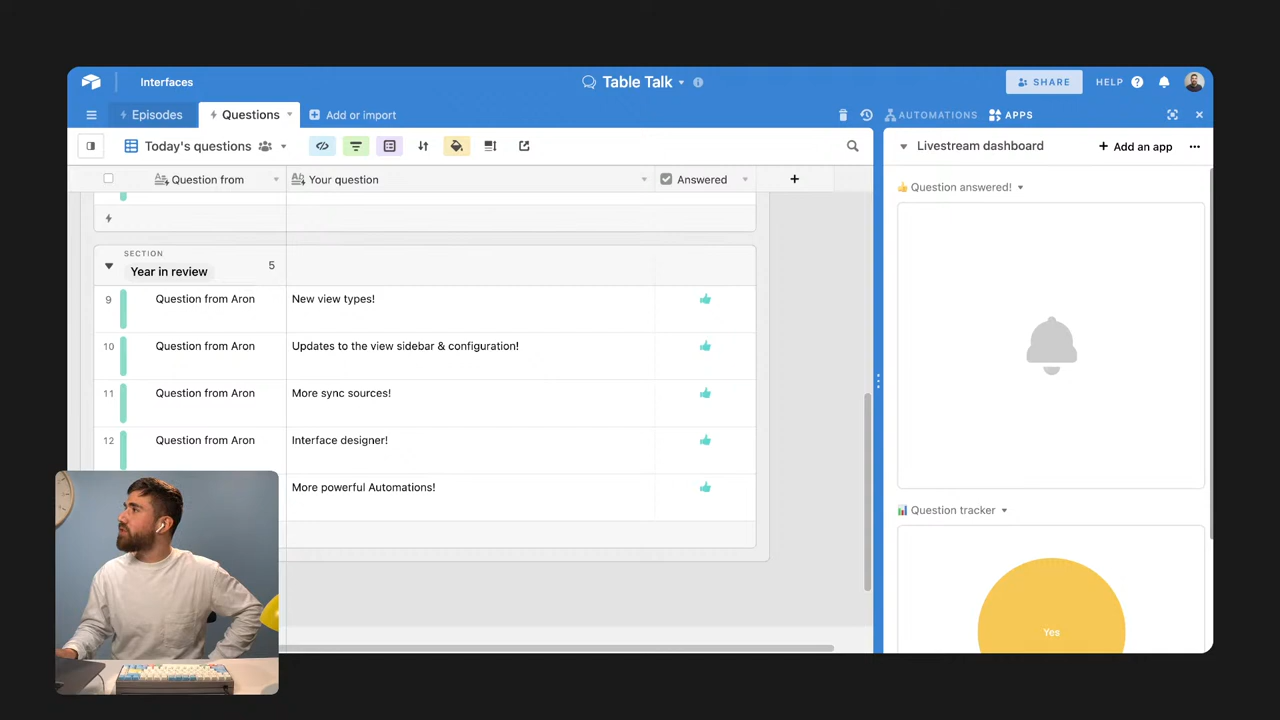 Interfaces
Table Talk
SHARE
HELP
Episodes
Questions
Add or import
AUTOMATIONS
APPS
Today's questions
Livestream dashboard
Add an app
Question from
Your question
Answered
Question answered!
SECTION
Year in review
5
9
Question from Aron
New view types!
10
Question from Aron
Updates to the view sidebar & configuration!
11
Question from Aron
More sync sources!
12
Question from Aron
Interface designer!
More powerful Automations!
Question tracker
Yes